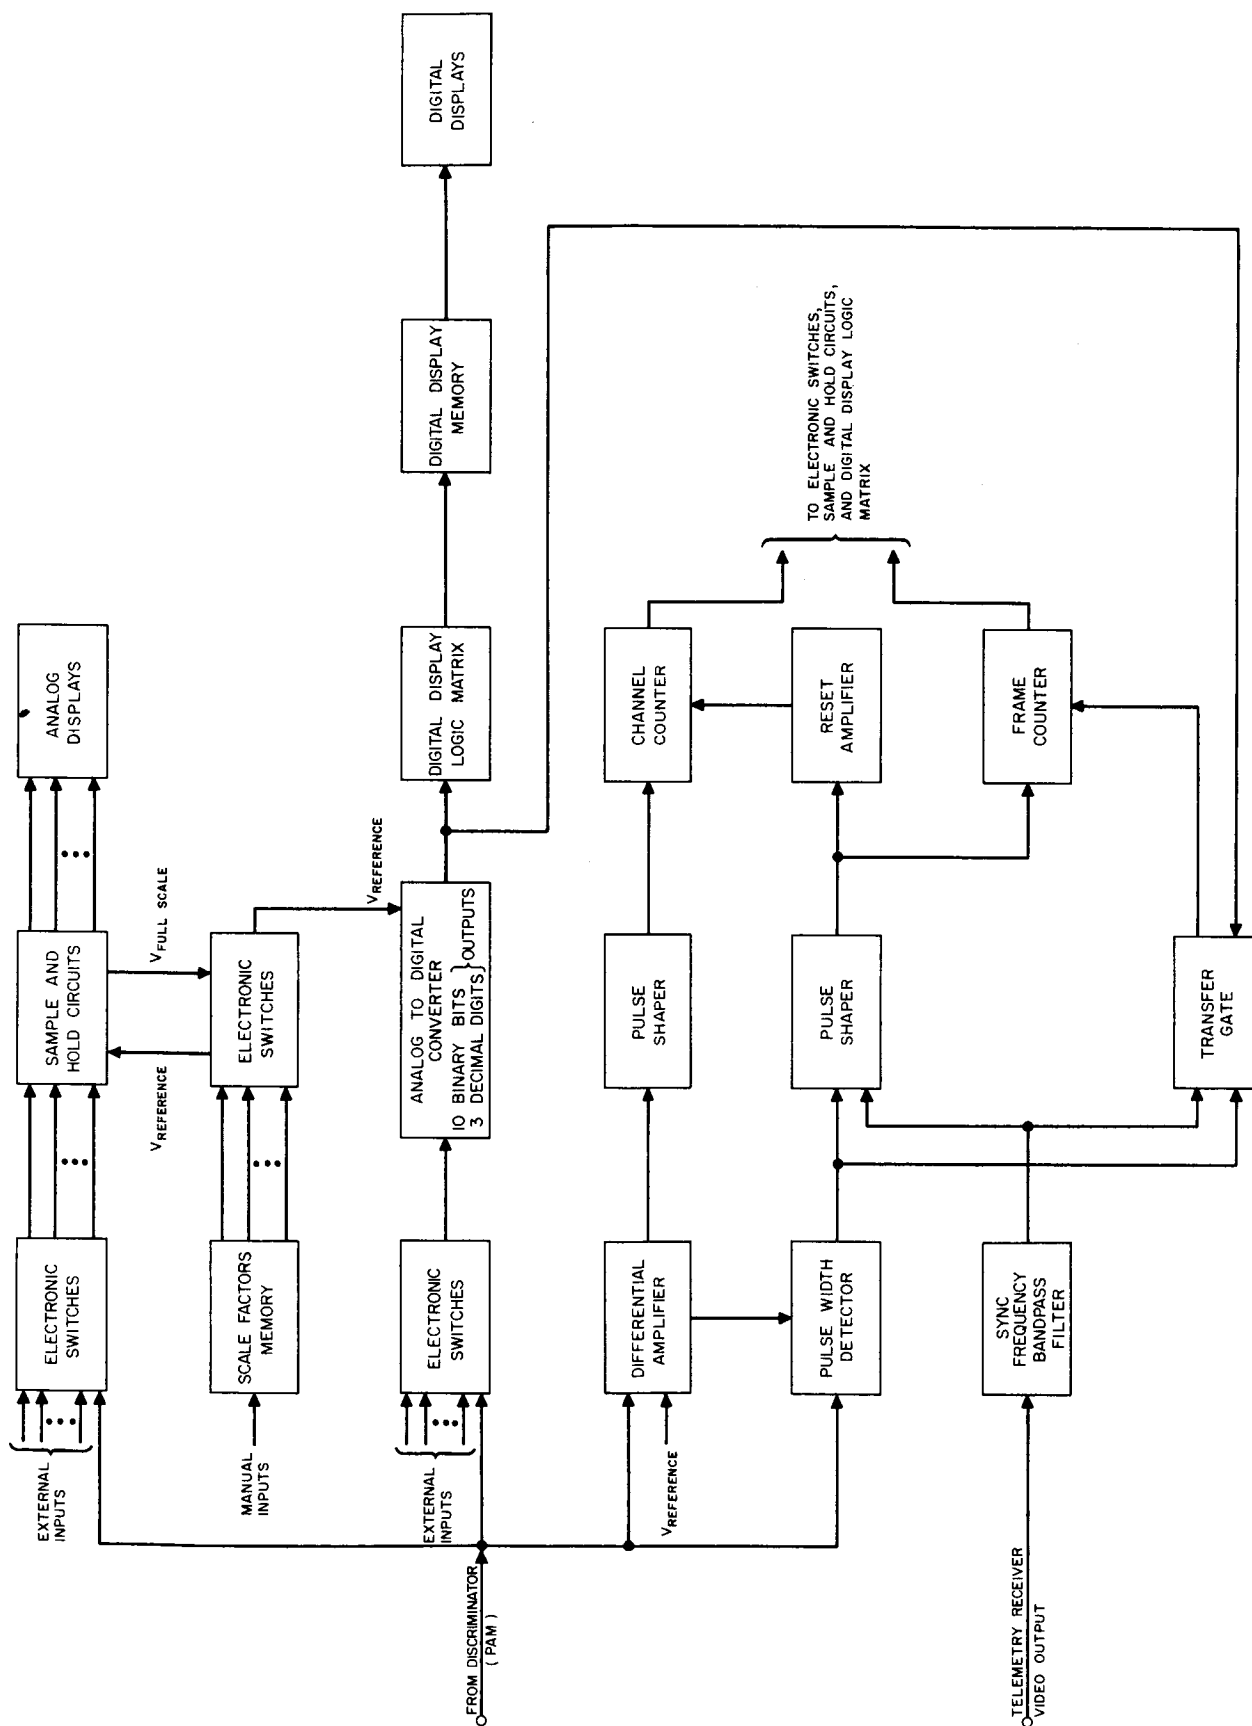 EXTERNAL
INPUTS
ELECTRONIC
SWITCHES
SAMPLE AND
HOLD CIRCUITS
ANALOG
DISPLAYS
VREFERENCE
VFULL SCALE
MANUAL
INPUTS
SCALE FACTORS
MEMORY
ELECTRONIC
SWITCHES
VREFERENCE
EXTERNAL
INPUTS
ELECTRONIC
SWITCHES
ANALOG TO DIGITAL
CONVERTER
10 BINARY BITS
3 DECIMAL DIGITS
OUTPUTS
DIGITAL DISPLAY
LOGIC MATRIX
DIGITAL DISPLAY
MEMORY
DIGITAL
DISPLAYS
FROM DISCRIMINATOR
(PAM)
VREFERENCE
DIFFERENTIAL
AMPLIFIER
PULSE
SHAPER
CHANNEL
COUNTER
TO ELECTRONIC SWITCHES,
SAMPLE AND HOLD CIRCUITS,
AND DIGITAL DISPLAY LOGIC
MATRIX
PULSE WIDTH
DETECTOR
PULSE
SHAPER
RESET
AMPLIFIER
TELEMETRY RECEIVER
VIDEO OUTPUT
SYNC
FREQUENCY
BANDPASS
FILTER
FRAME
COUNTER
TRANSFER
GATE